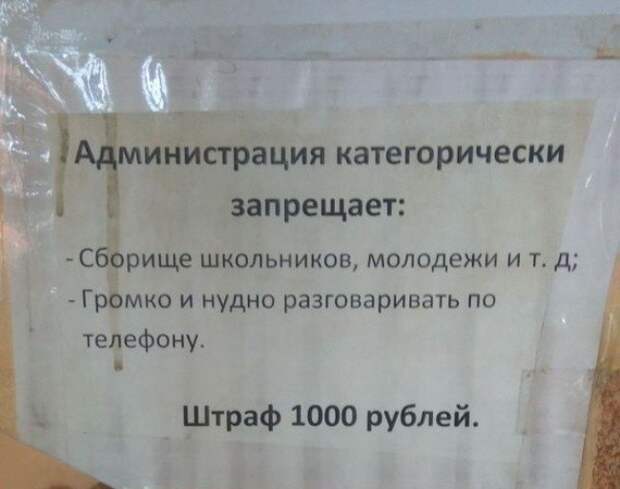 Администрация категорически
запрещает:
- Сборище школьников, молодежи и т. д;
- Громко и нудно разговаривать по
телефону.
Штраф 1000 рублей.